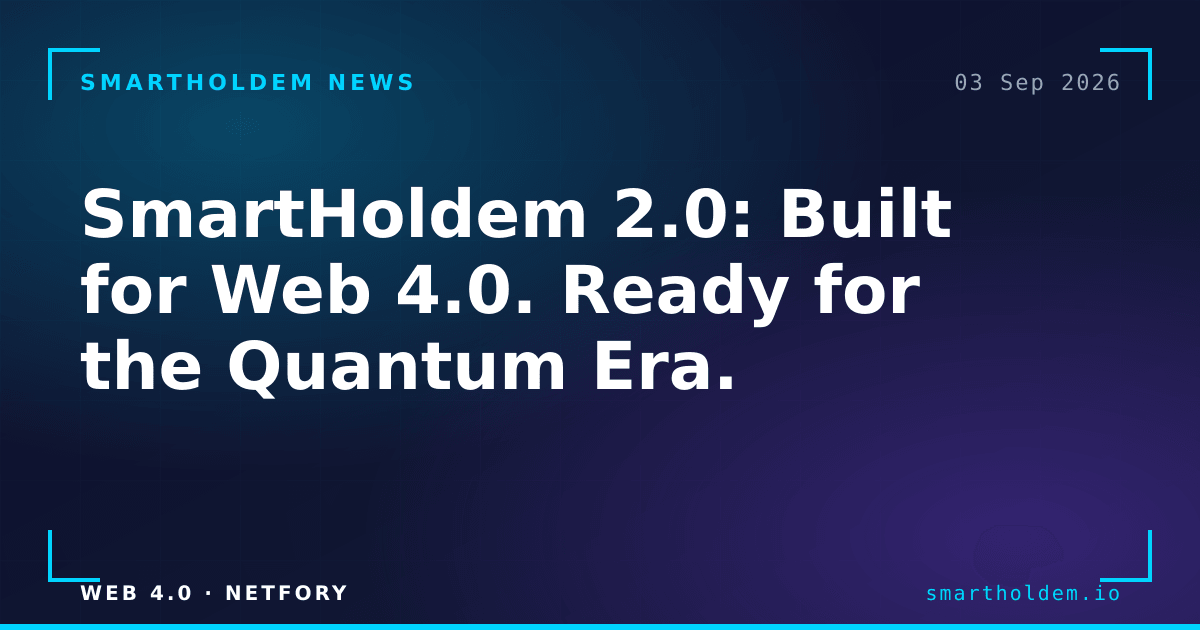 SMARTHOLDEM NEWS
03 Sep 2026
SmartHoldem 2.0: Built
for Web 4.0. Ready for
the Quantum Era.
WEB 4.0 · NETFORY
smartholdem.io